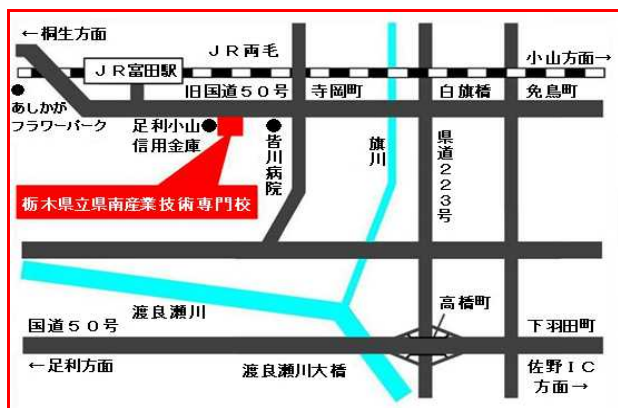 ←桐生方面
JR両毛
小山方面→
JR富田駅
旧国道50号
寺岡町
白旗橋
免鳥町
あしかが
フラワーパーク
足利小山
信用金庫
皆川病院
旗川
県道223号
栃木県立県南産業技術専門校
渡良瀬川
高橋町
国道50号
下羽田町
←足利方面
渡良瀬川大橋
佐野IC
方面→